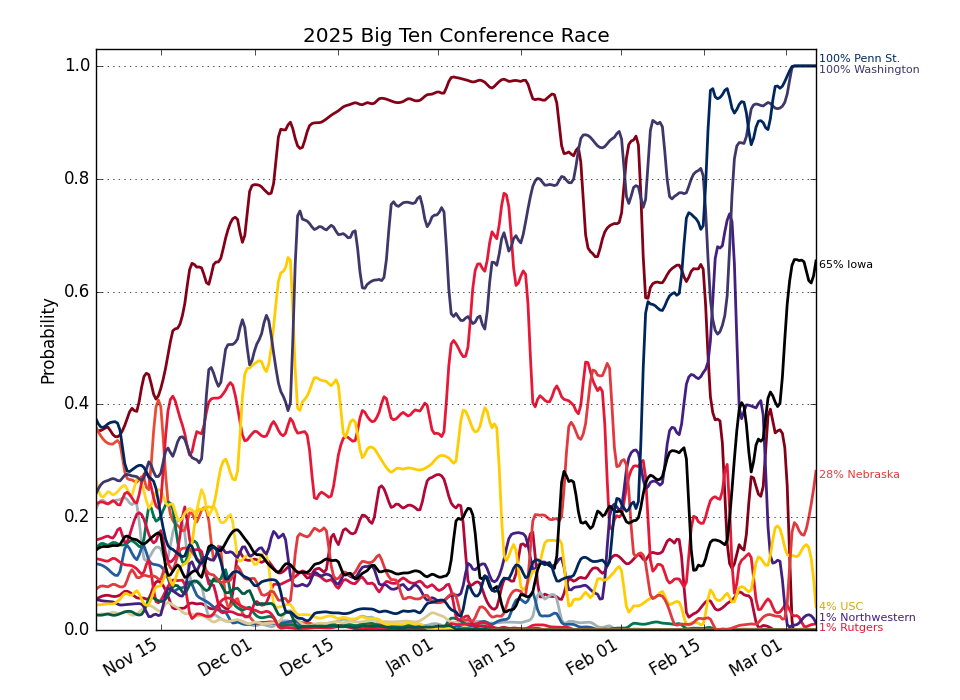 2025 Big Ten Conference Race
Probability
1.0
0.8
0.6
0.4
0.2
0.0
Nov 15
Dec 01
Dec 15
Jan 01
Jan 15
Feb 01
Feb 15
Mar 01
100% Penn St.
100% Washington
65% Iowa
28% Nebraska
4% USC
1% Northwestern
1% Rutgers